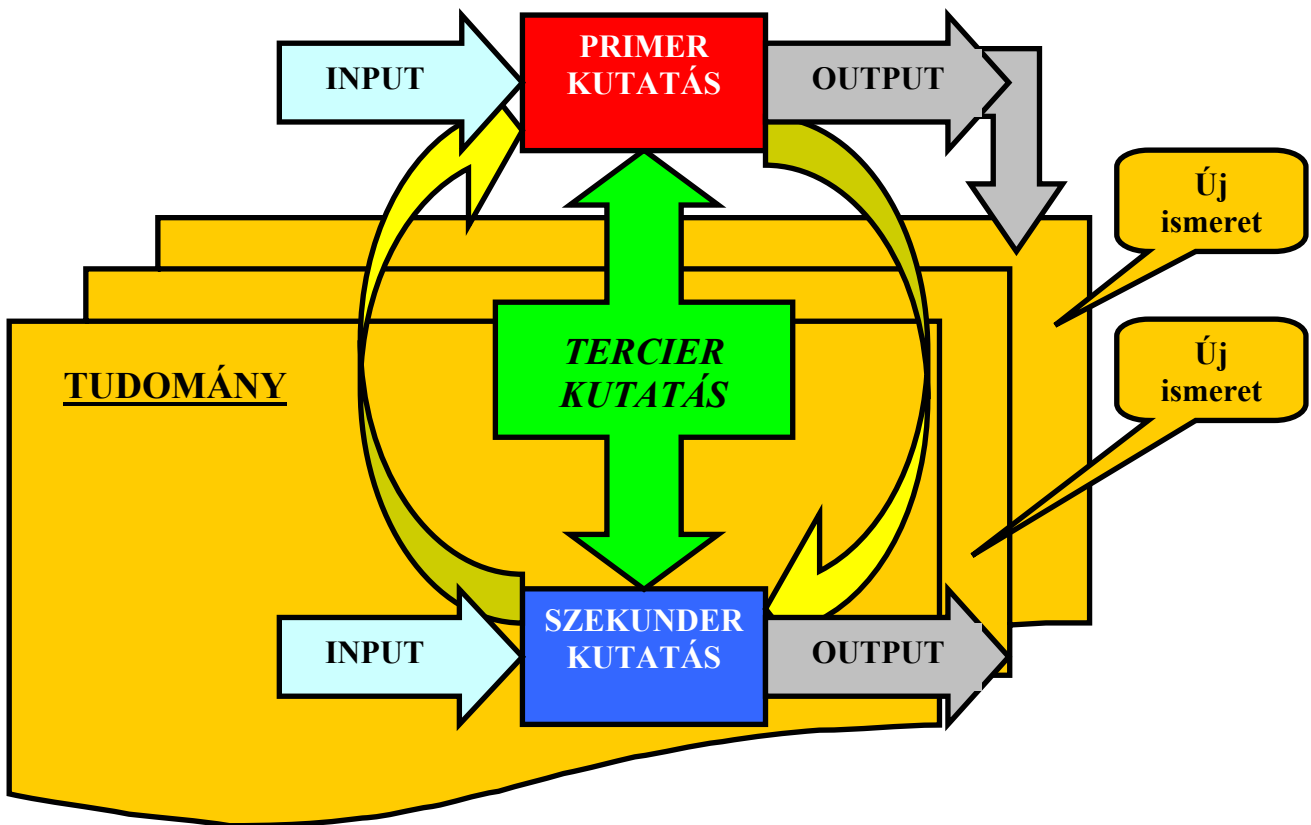 INPUT
PRIMER
KUTATÁS
OUTPUT
Új
ismeret
TUDOMÁNY
TERCIER
KUTATÁS
Új
ismeret
INPUT
SZEKUNDER
KUTATÁS
OUTPUT